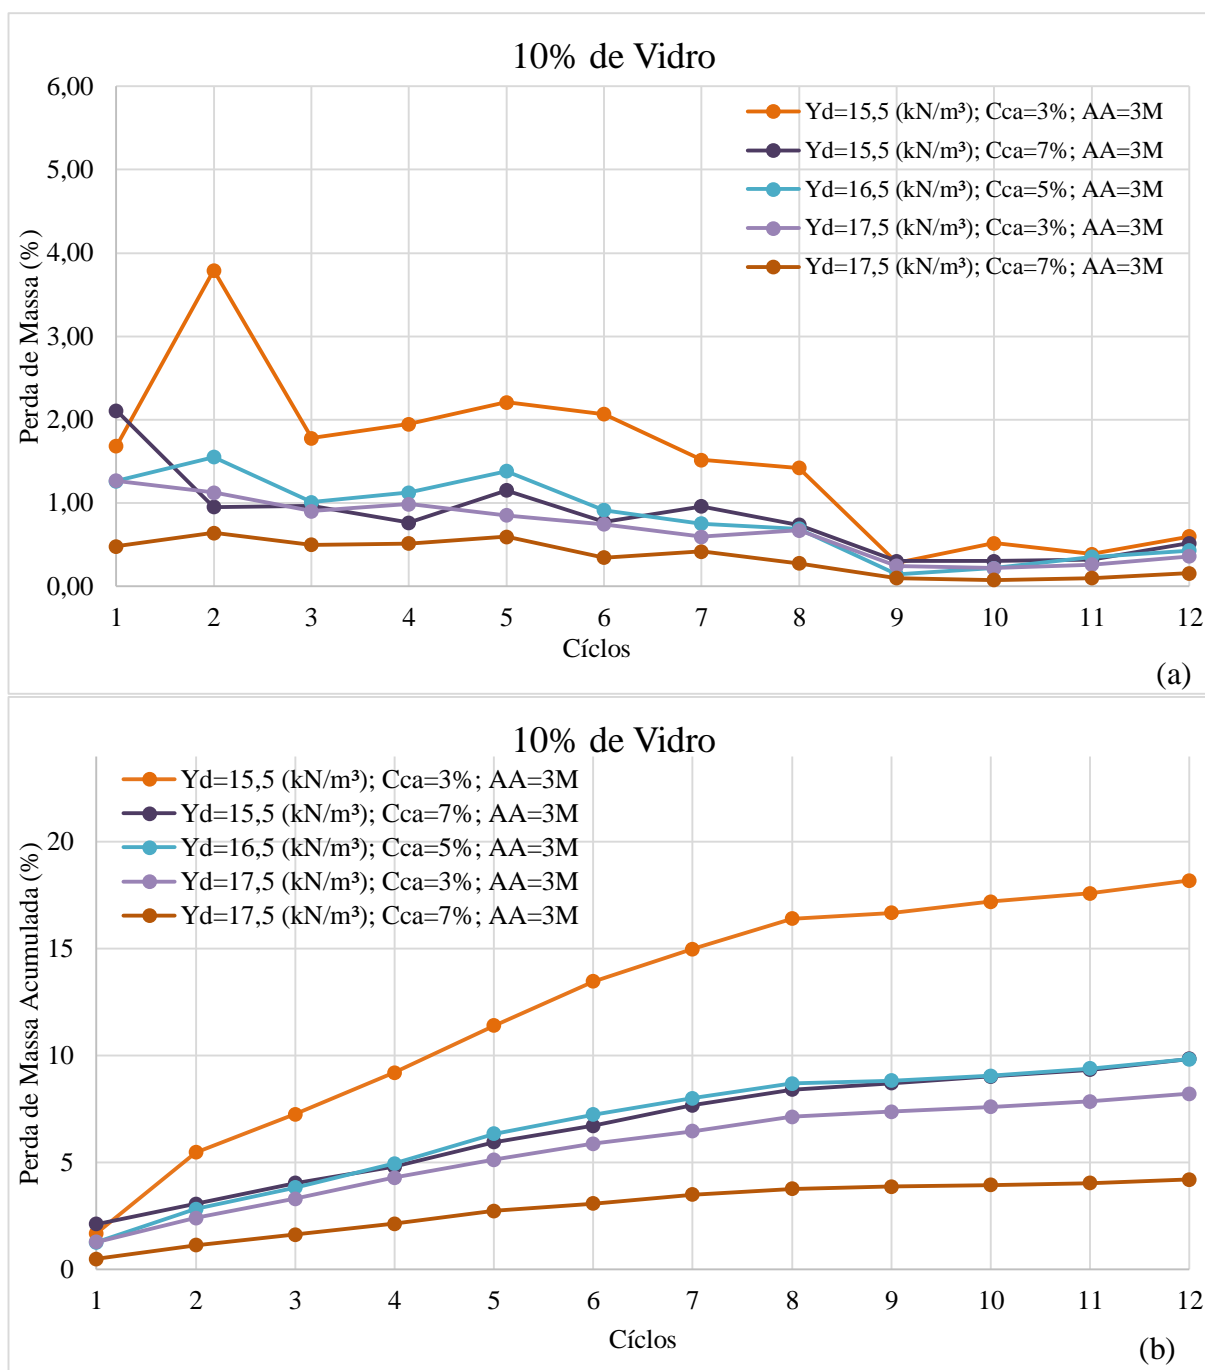 10% de Vidro
6,00
5,00
4,00
3,00
2,00
1,00
0,00
Perda de Massa (%)
Yd=15,5 (kN/m³); Cca=3%; AA=3M
Yd=15,5 (kN/m³); Cca=7%; AA=3M
Yd=16,5 (kN/m³); Cca=5%; AA=3M
Yd=17,5 (kN/m³); Cca=3%; AA=3M
Yd=17,5 (kN/m³); Cca=7%; AA=3M
1 2 3 4 5 6 7 8 9 10 11 12
Cíclos
(a)
10% de Vidro
Yd=15,5 (kN/m³); Cca=3%; AA=3M
Yd=15,5 (kN/m³); Cca=7%; AA=3M
Yd=16,5 (kN/m³); Cca=5%; AA=3M
Yd=17,5 (kN/m³); Cca=3%; AA=3M
Yd=17,5 (kN/m³); Cca=7%; AA=3M
20
15
10
5
0
Perda de Massa Acumulada (%)
1 2 3 4 5 6 7 8 9 10 11 12
Cíclos
(b)